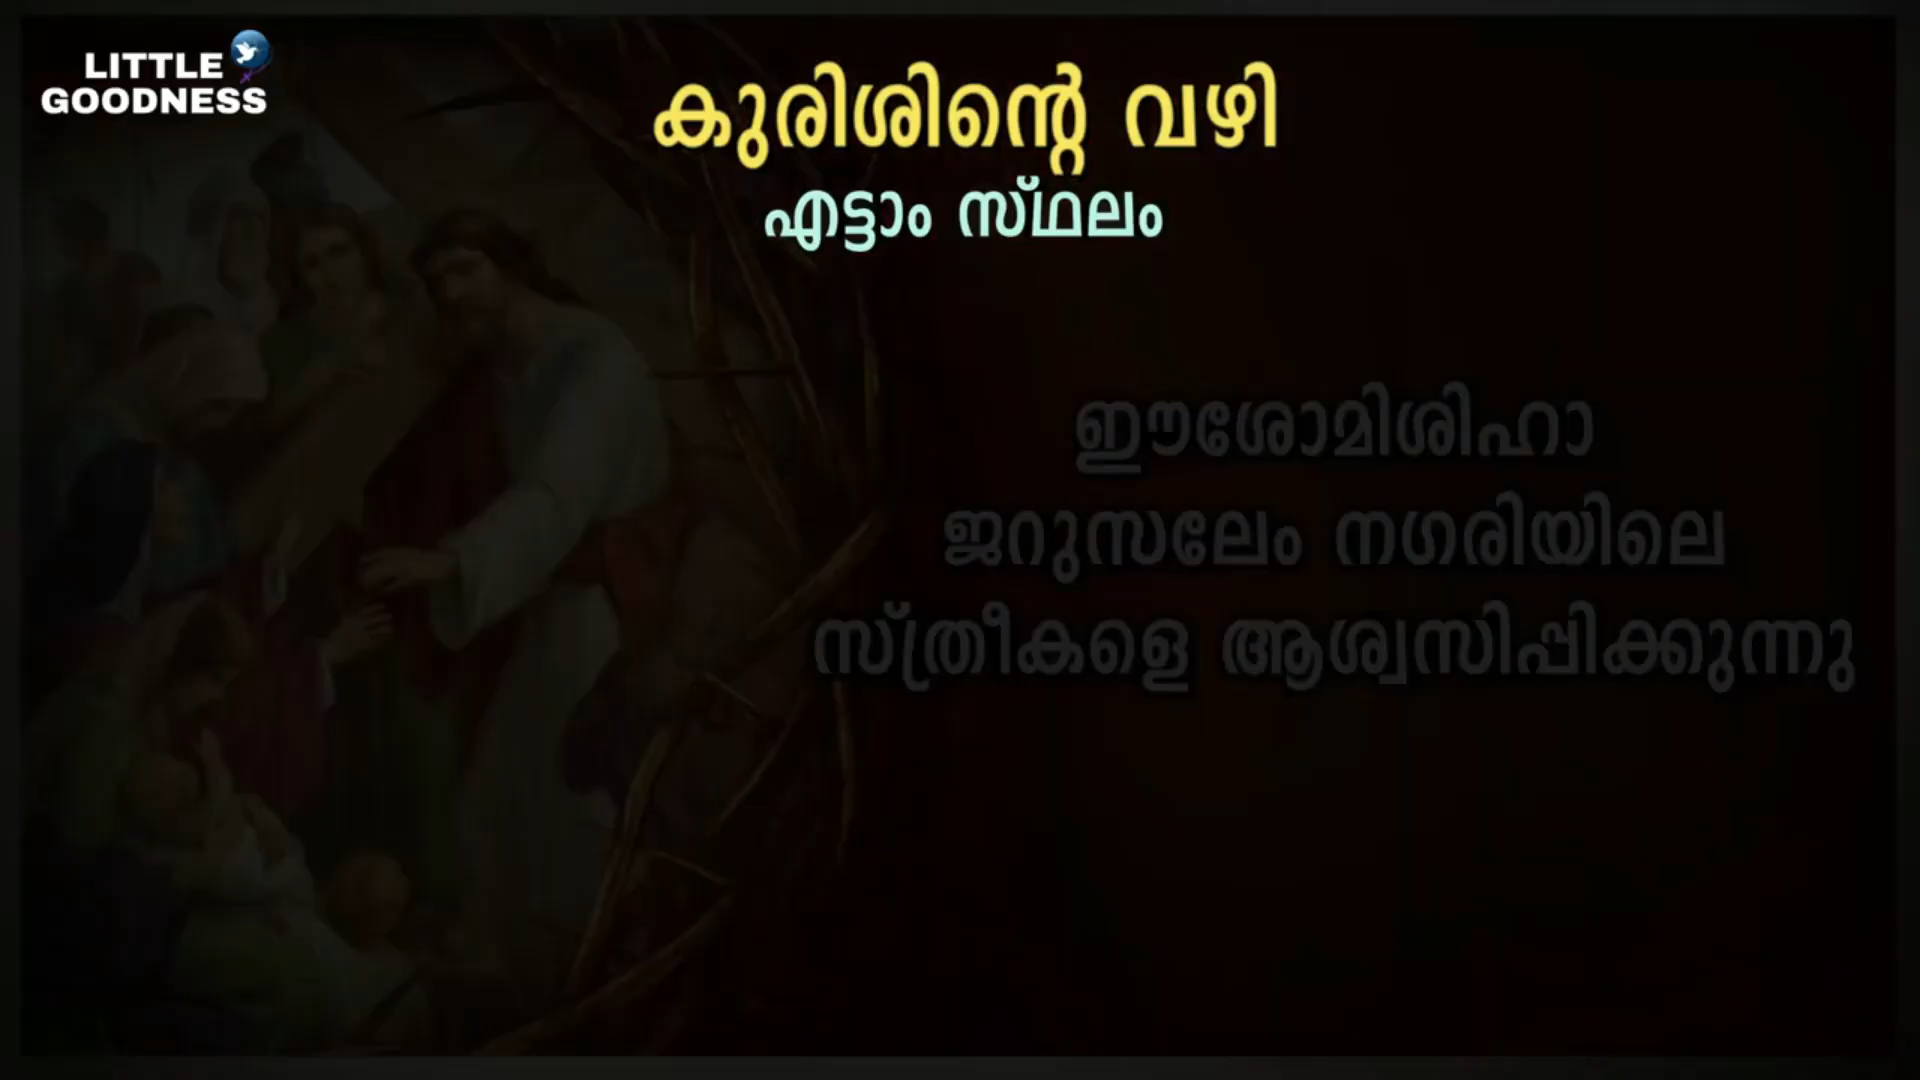 LITTLE
GOODNESS
കുരിശിന്റെ വഴി
എട്ടാം സ്ഥലം
ഈശോമിശിഹാ
ജറുസലേം നഗരിയിലെ
സ്ത്രീകളെ ആശ്വസിപ്പിക്കുന്നു